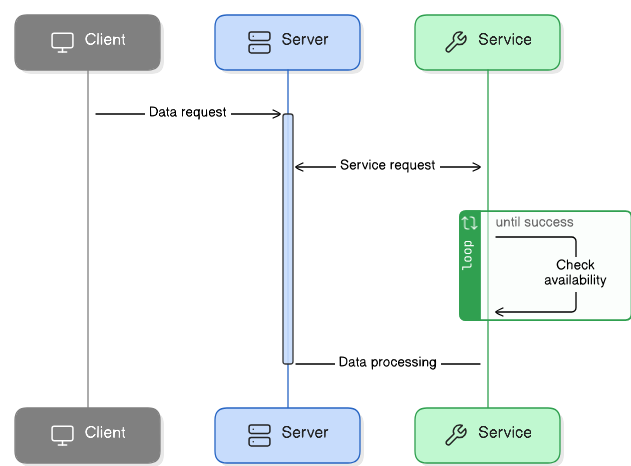 Client
Server
Service
Data request
Service request
until success
loop
Check
availability
Data processing
Client
Server
Service